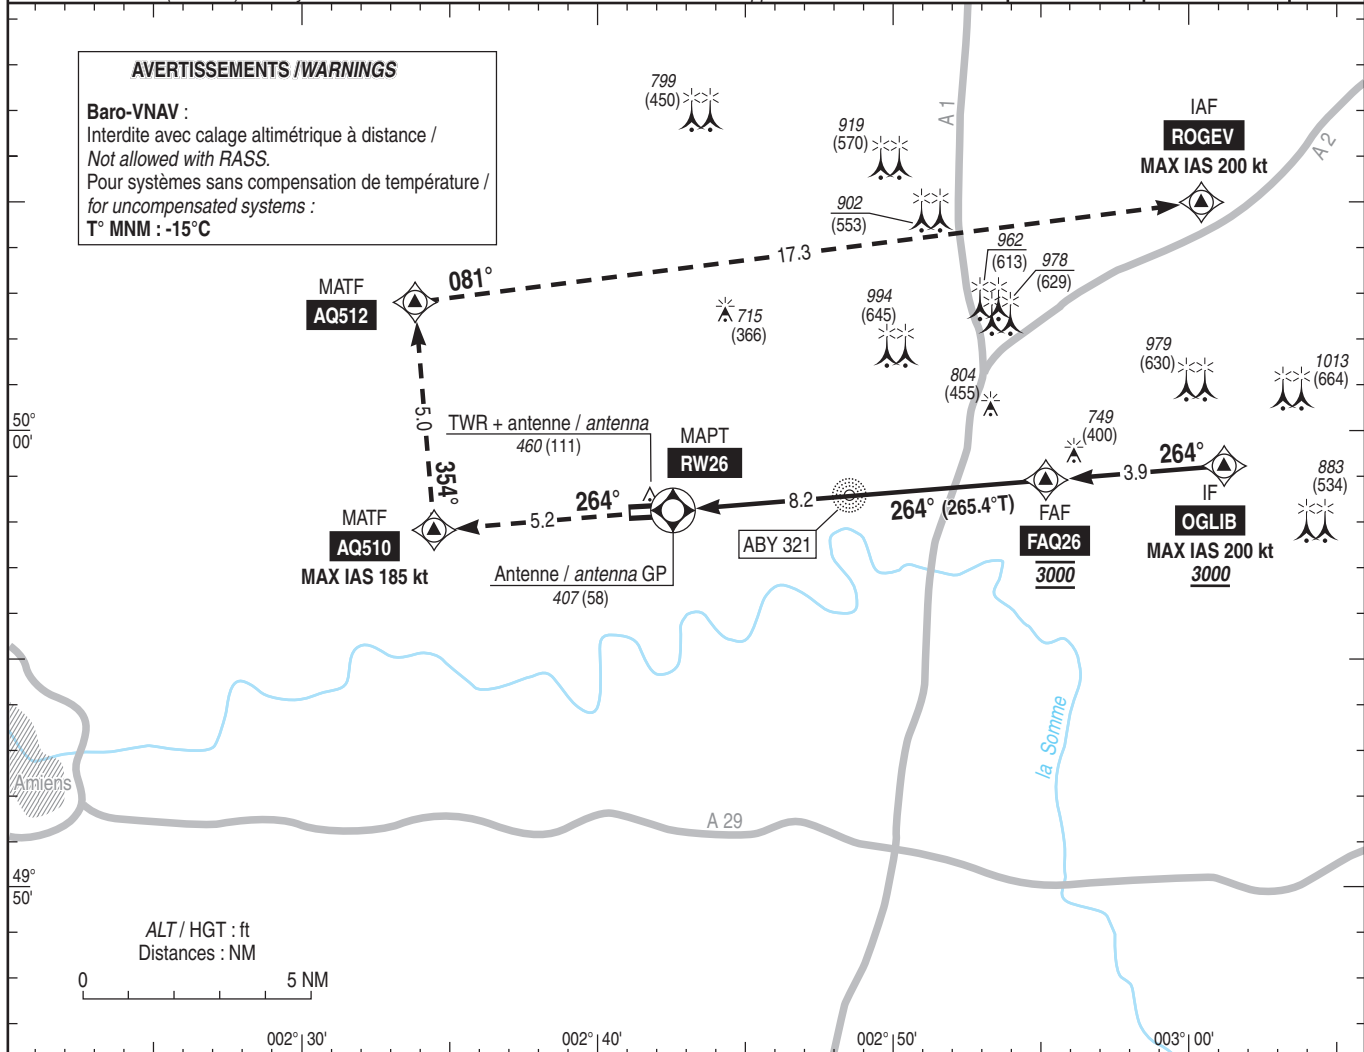 AVERTISSEMENTS /WARNINGS
Baro-VNAV :
Interdite avec calage altimétrique à distance /
Not allowed with RASS.
Pour systèmes sans compensation de température /
for uncompensated systems :
T° MNM : -15°C
799
(450)
919
(570)
902
(553)
A 1
IAF
ROGEV
MAX IAS 200 kt
A 2
962
(613)
978
(629)
17.3
081°
MATF
AQ512
715
(366)
994
(645)
979
(630)
1013
(664)
804
(455)
749
(400)
50°
00'
5.0
354°
TWR + antenne / antenna
460 (111)
MAPT
RW26
264°
3.9
883
(534)
IF
OGLIB
MAX IAS 200 kt
3000
264°
5.2
8.2
264° (265.4°T)
FAF
FAQ26
3000
MATF
AQ510
MAX IAS 185 kt
ABY 321
Antenne / antenna GP
407 (58)
la Somme
Amiens
A 29
49°
50'
ALT / HGT : ft
Distances : NM
0 5 NM
002° 30' 002° 40' 002° 50' 003° 00'